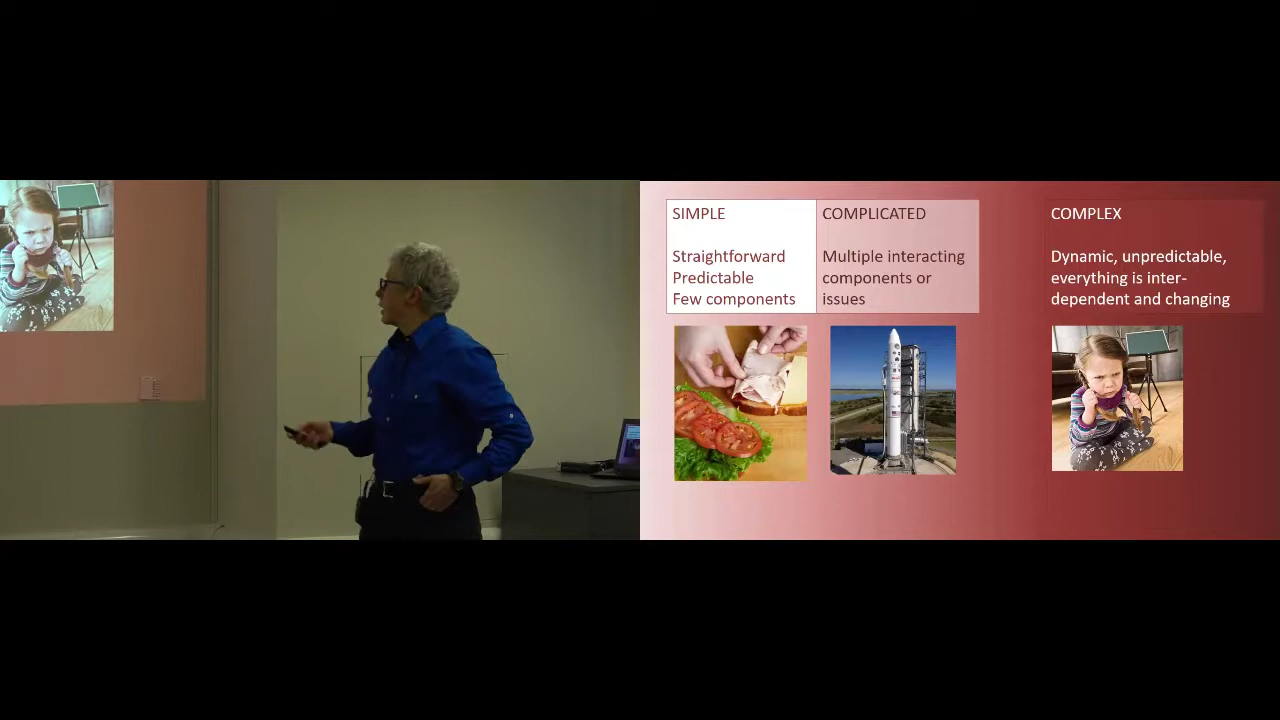 SIMPLE
Straightforward
Predictable
Few components
COMPLICATED
Multiple interacting
components or
issues
COMPLEX
Dynamic, unpredictable,
everything is inter-
dependent and changing